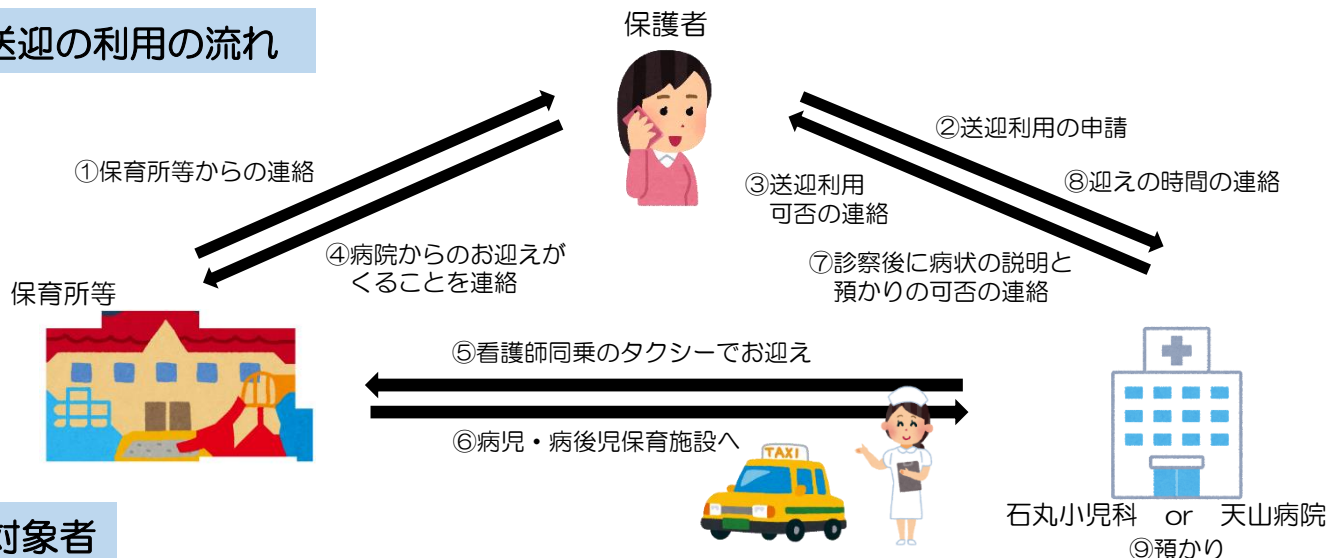 送迎の利用の流れ
保護者
①保育所等からの連絡
②送迎利用の申請
⑧迎えの時間の連絡
③送迎利用
可否の連絡
④病院からのお迎えが
くることを連絡
⑦診察後に病状の説明と
預かりの可否の連絡
保育所等
⑤看護師同乗のタクシーでお迎え
⑥病児・病後児保育施設へ
TAXI
石丸小児科 or 天山病院
⑨預かり
対象者